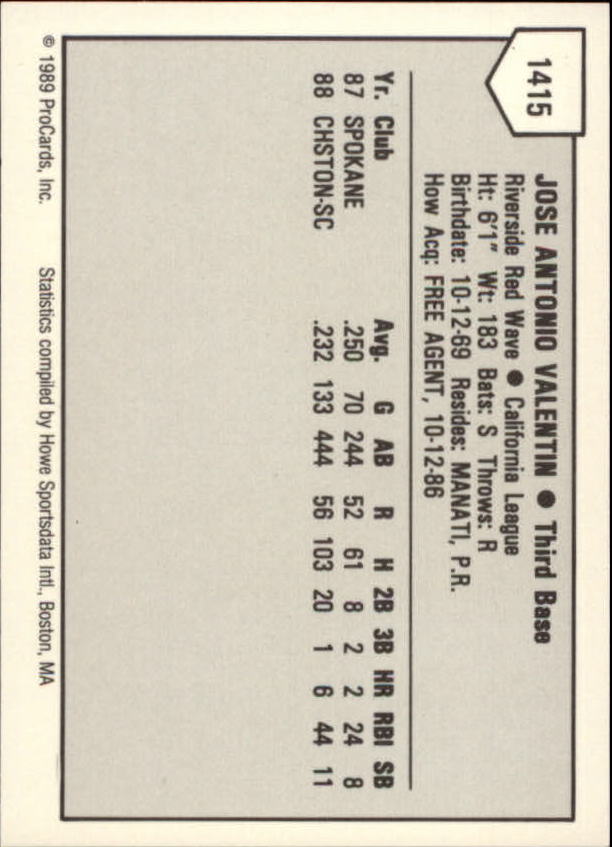 1415
JOSE ANTONIO VALENTIN ● Third Base
Riverside Red Wave ● California League
Ht: 6'1" Wt: 183 Bats: S Throws: R
Birthdate: 10-12-69 Resides: MANATI, P.R.
How Acq: FREE AGENT, 10-12-86
Yr. Club Avg. G AB R H 2B 3B HR RBI SB
87 SPOKANE .250 70 244 52 61 8 2 2 24 8
88 CHSTON-SC .232 133 444 56 103 20 1 6 44 11
© 1989 ProCards, Inc. Statistics compiled by Howe Sportsdata Intl., Boston, MA